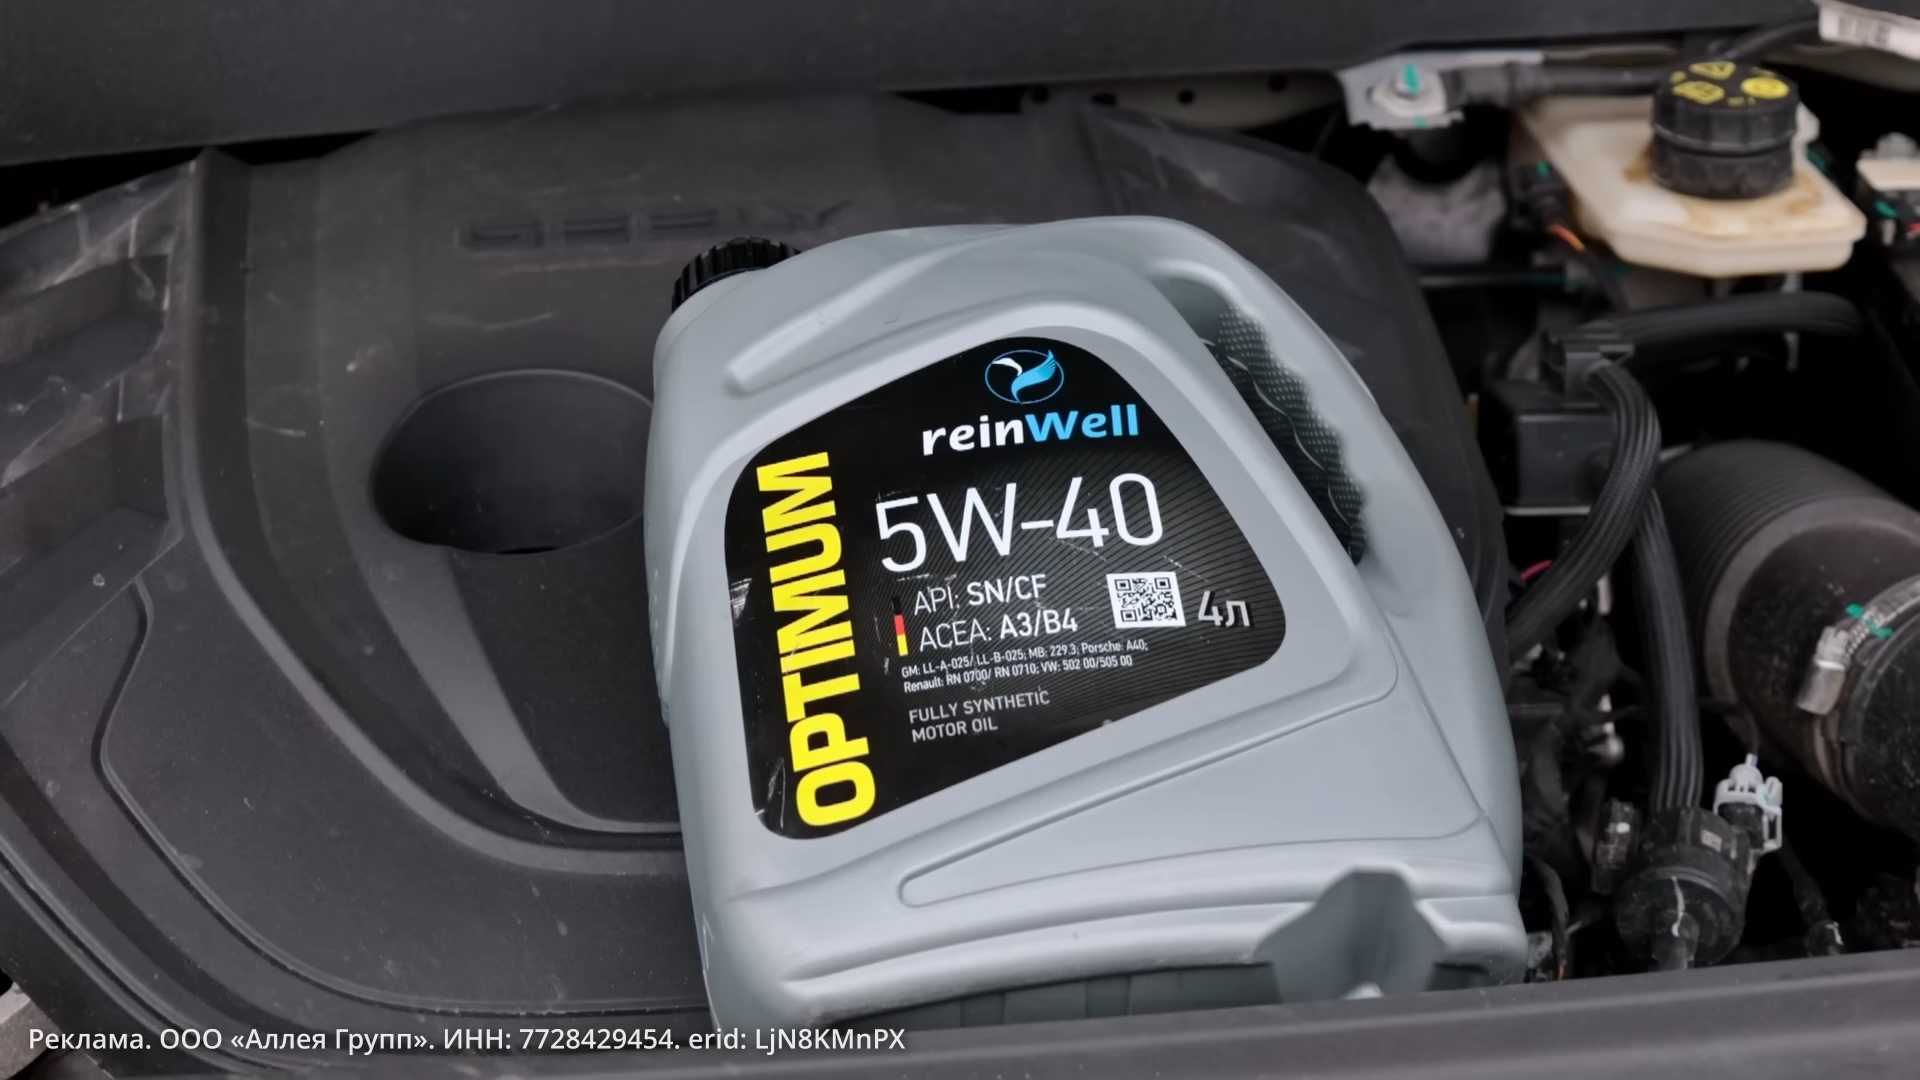 GEELY
reinWell
OPTIMUM
5W-40
API: SN/CF
ACEA: A3/B4
4л
GM: LL-A-025/ LL-B-025; MB: 229.3; Porsche: A40;
Renault: RN 0700/ RN 0710; VW: 502 00/505 00
FULLY SYNTHETIC
MOTOR OIL
Реклама. ООО «Аллея Групп». ИНН: 7728429454. erid: LjN8KMnPX